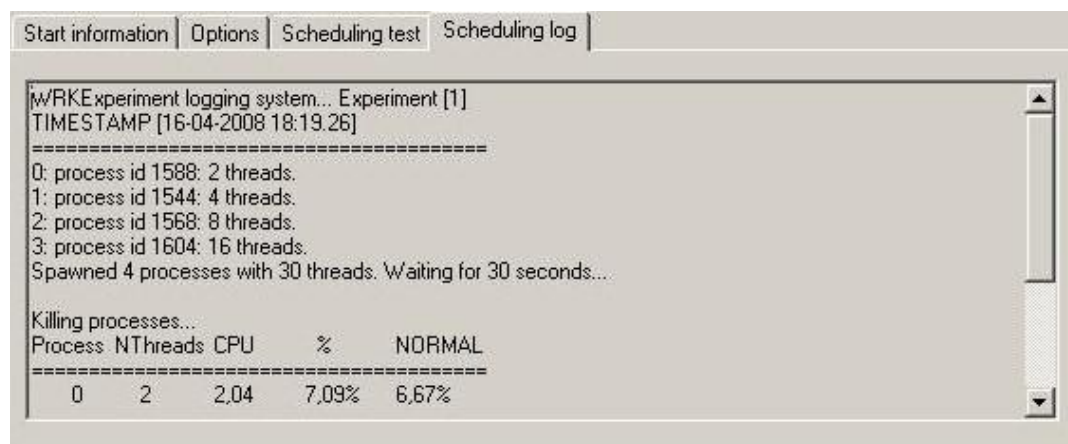 Start information Options Scheduling test Scheduling log
WRKExperiment logging system... Experiment [1]
TIMESTAMP [16-04-2008 18:19.26]
==========================================
0: process id 1588: 2 threads.
1: process id 1544: 4 threads.
2: process id 1568: 8 threads.
3: process id 1604: 16 threads.
Spawned 4 processes with 30 threads. Waiting for 30 seconds...
Killing processes...
Process NThreads CPU % NORMAL
==========================================
0 2 2,04 7,09% 6,67%